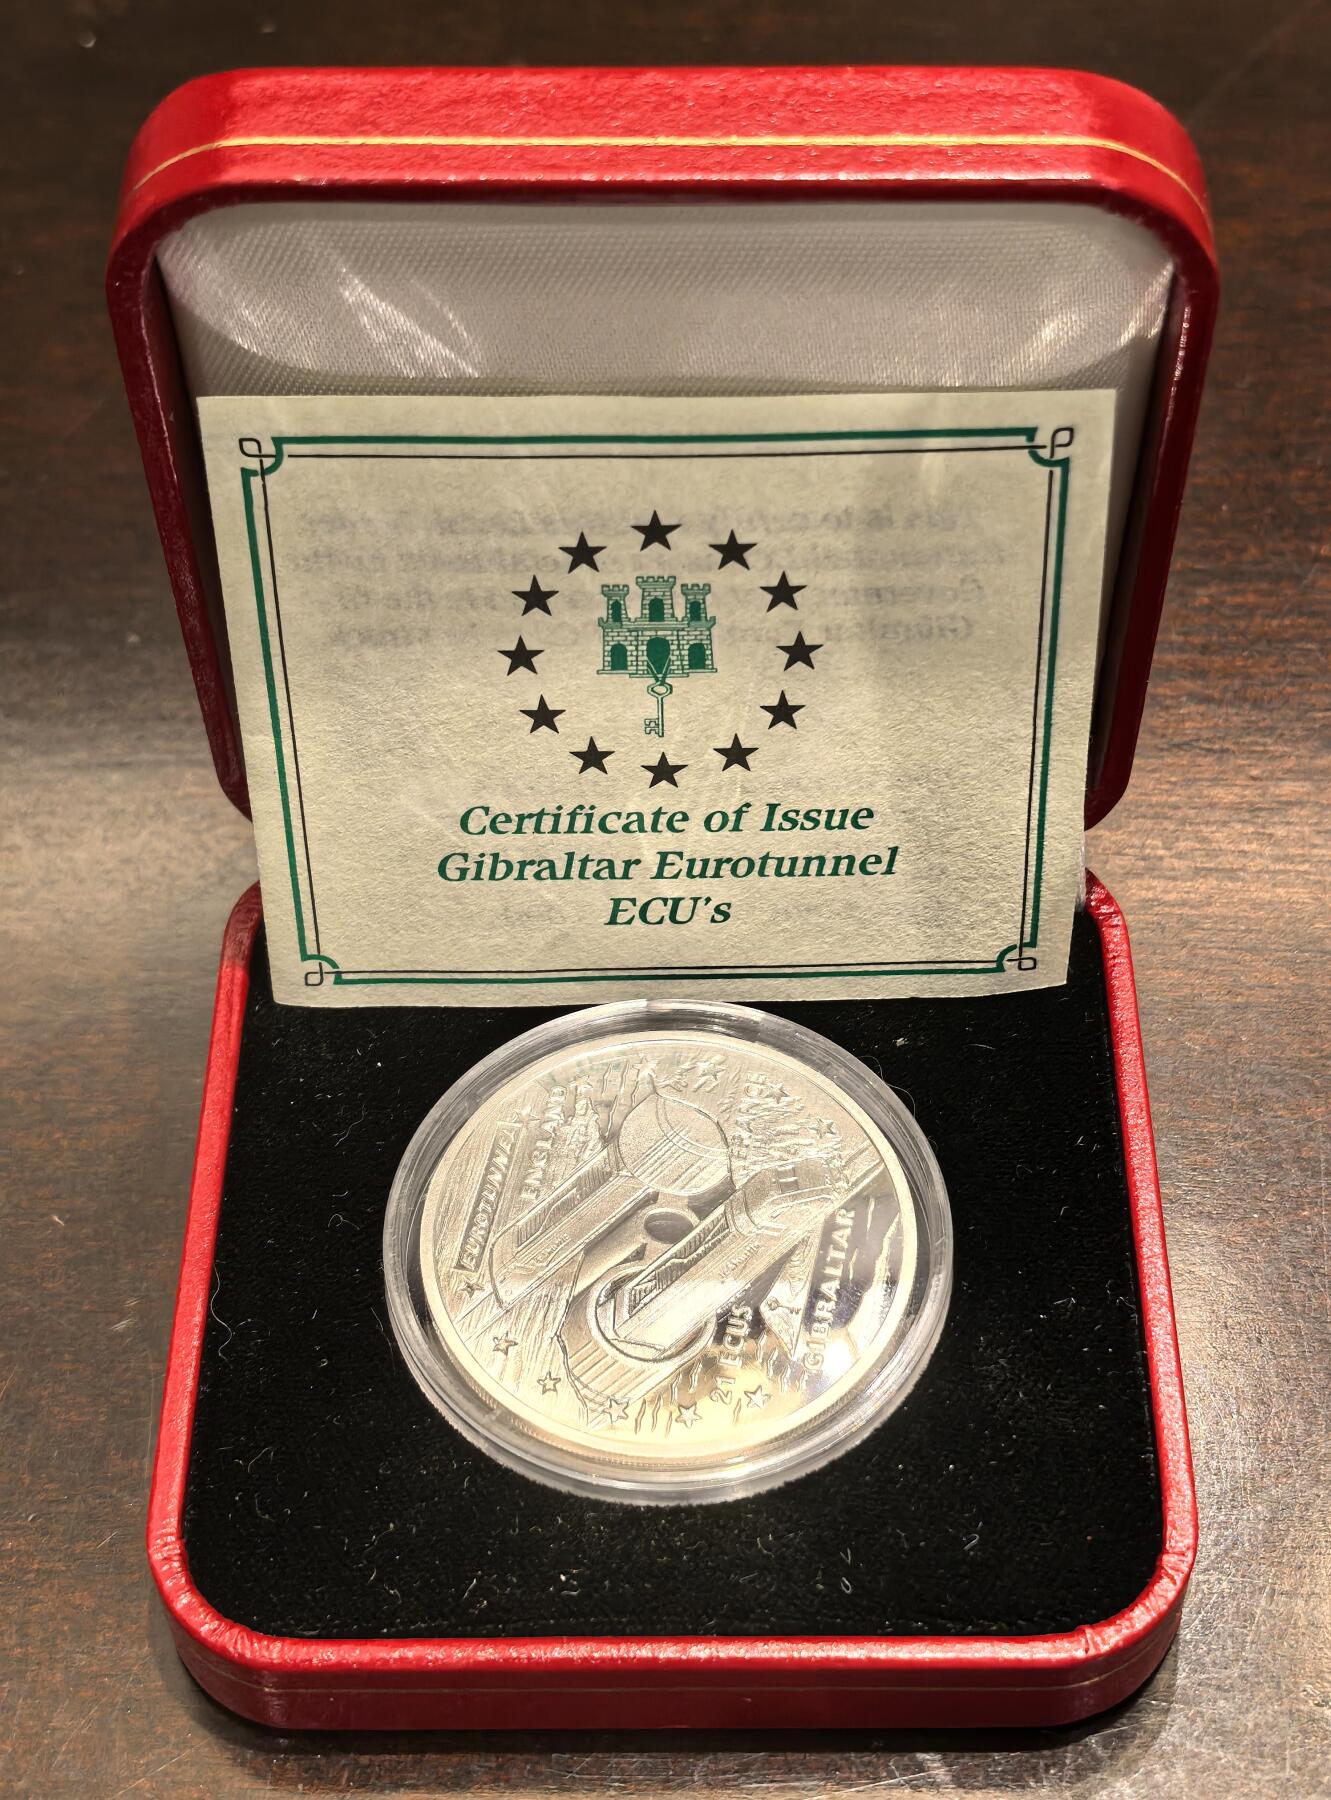 Certificate of Issue
Gibraltar Eurotunnel
ECU's
EUROTUNNEL
ENGLAND
FRANCE
GIBRALTAR
21 ECUS